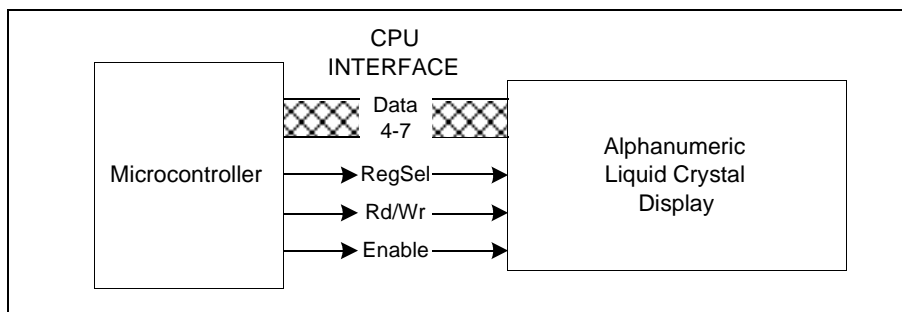 CPU
INTERFACE
Data
4-7
Microcontroller
RegSel
Rd/Wr
Enable
Alphanumeric
Liquid Crystal
Display